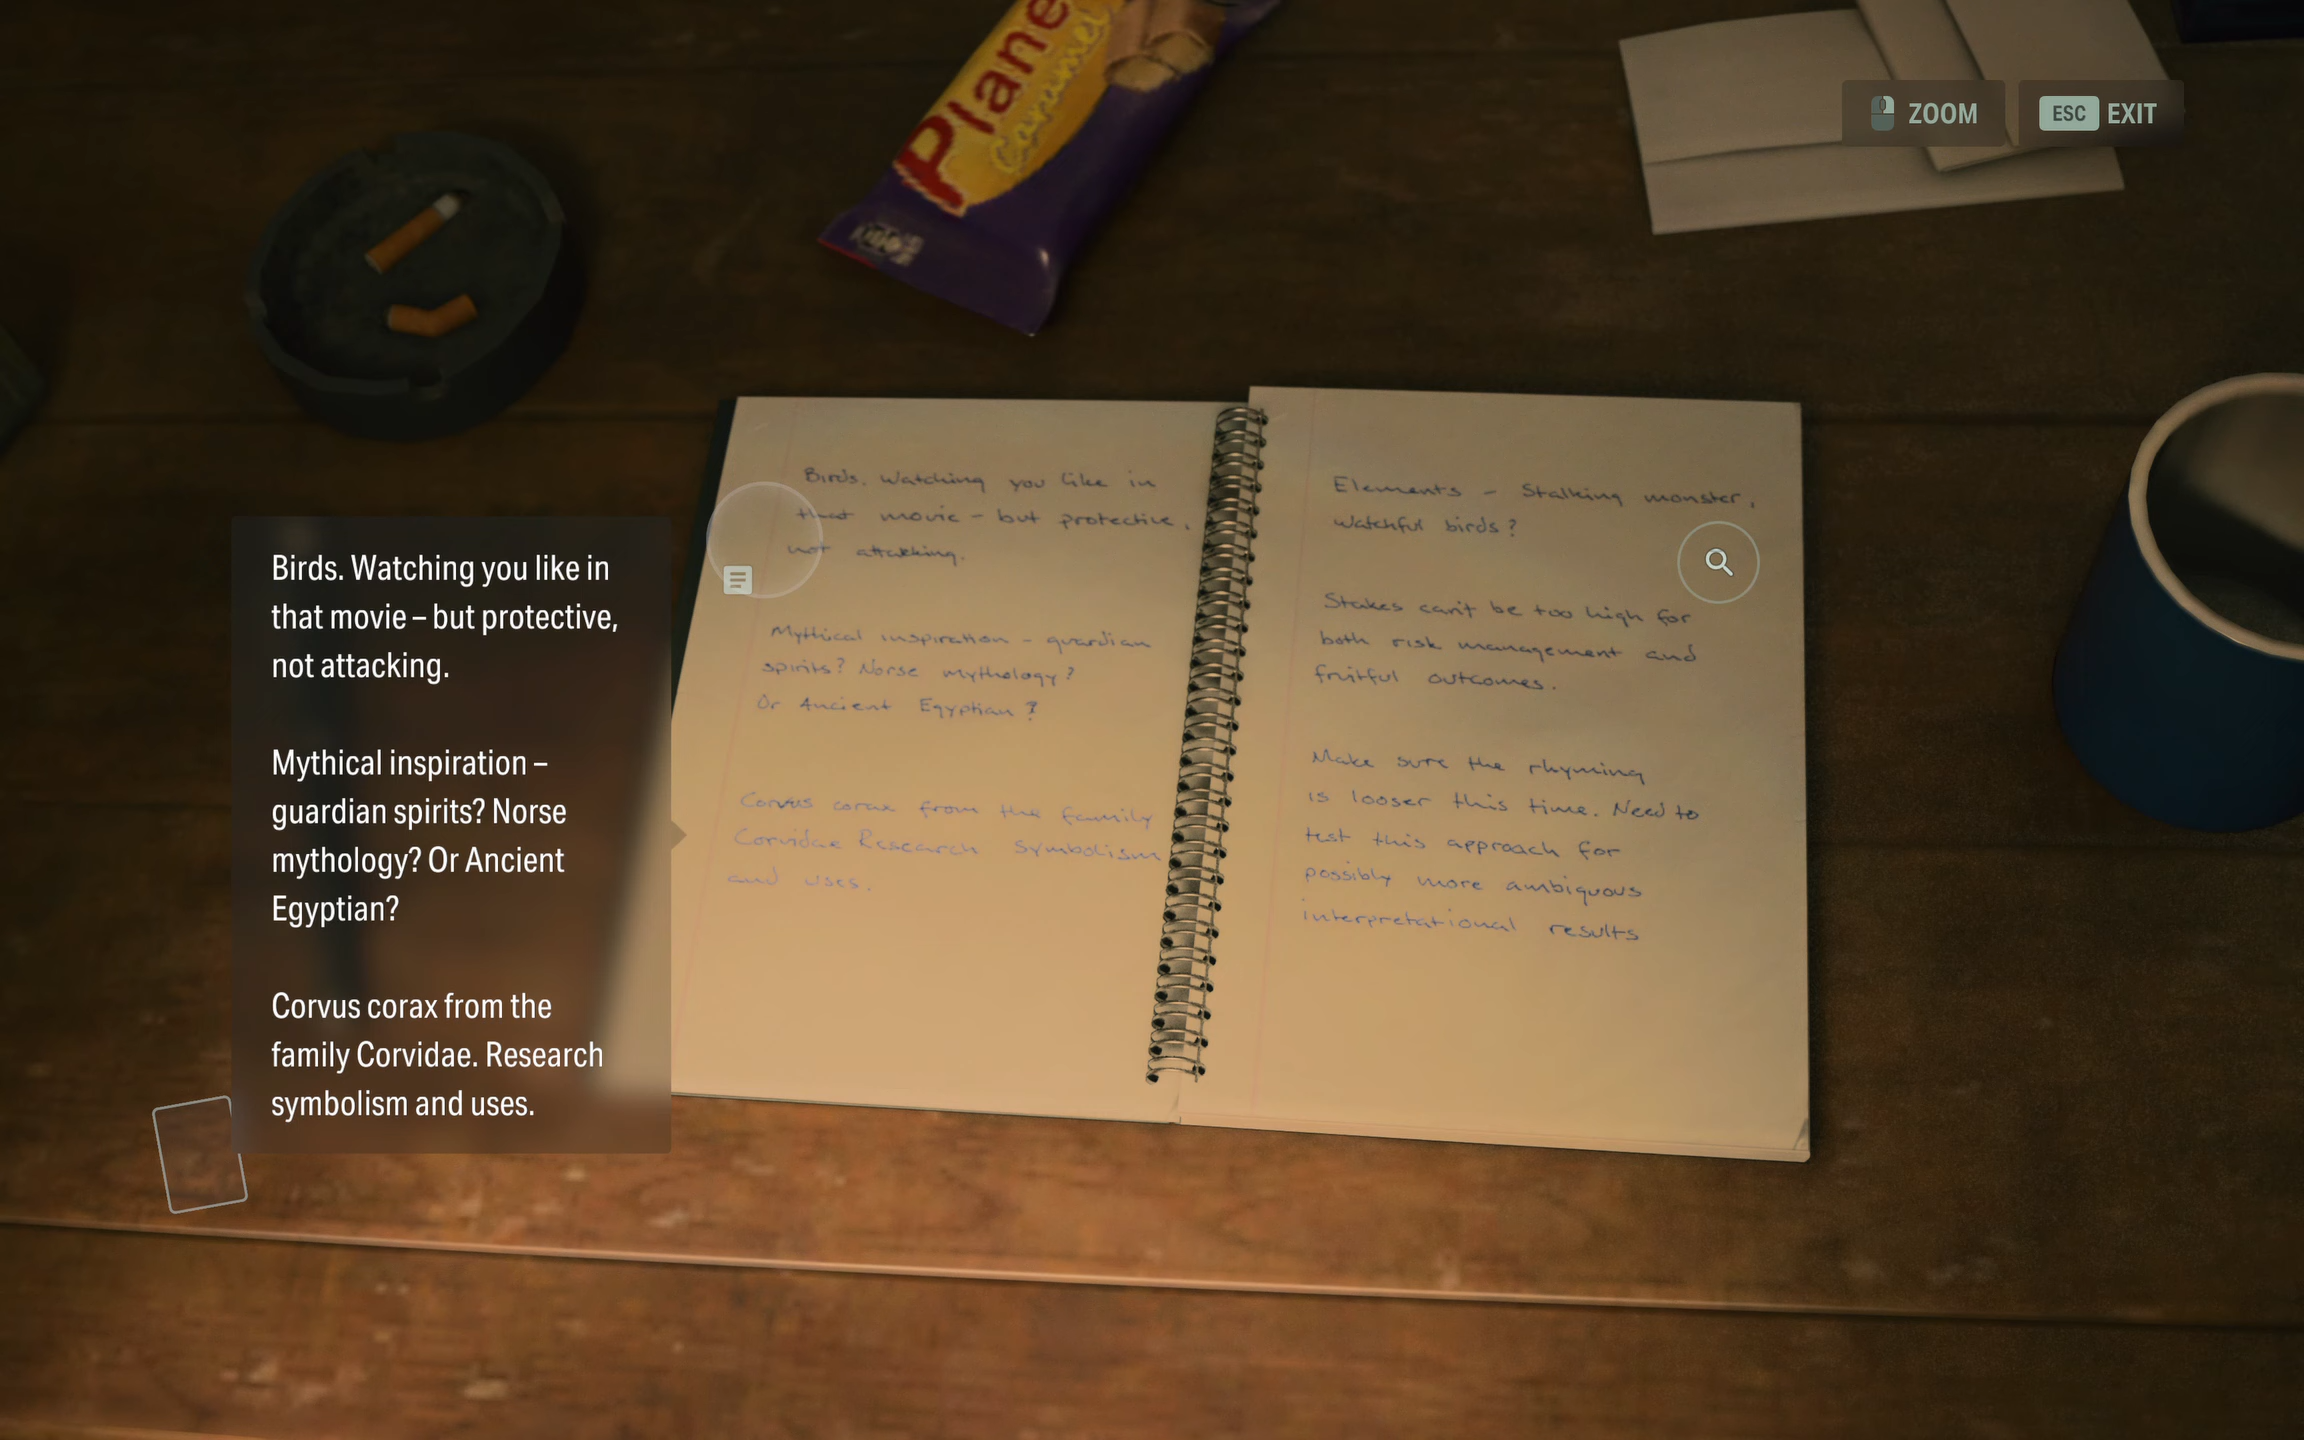 Plane
Caramel
ZOOM
ESC EXIT
Birds. Watching you like in
that movie – but protective,
not attacking.
Mythical inspiration –
guardian spirits? Norse
mythology? Or Ancient
Egyptian?
Corvus corax from the
family Corvidae. Research
symbolism and uses.
Birds. Watching you like in
that movie – but protective,
not attacking.
Mythical inspiration – guardian
spirits? Norse mythology?
Or Ancient Egyptian?
Corvus corax from the family
Corvidae Research Symbolism
and uses.
Elements – Stalking monster,
Watchful birds?
Stakes can't be too high for
both risk management and
fruitful outcomes.
Make sure the rhyming
is looser this time. Need to
test this approach for
possibly more ambiguous
interpretational results